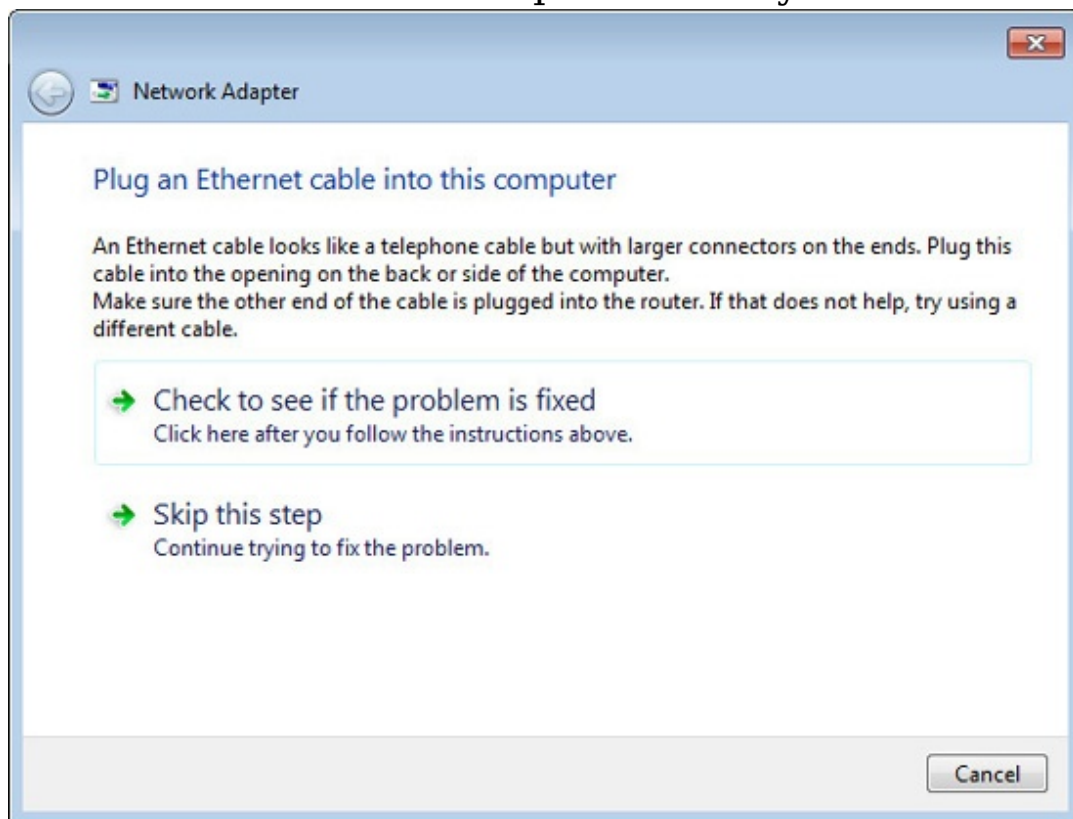 Network Adapter
Plug an Ethernet cable into this computer
An Ethernet cable looks like a telephone cable but with larger connectors on the ends. Plug this
cable into the opening on the back or side of the computer.
Make sure the other end of the cable is plugged into the router. If that does not help, try using a
different cable.
Check to see if the problem is fixed
Click here after you follow the instructions above.
Skip this step
Continue trying to fix the problem.
Cancel